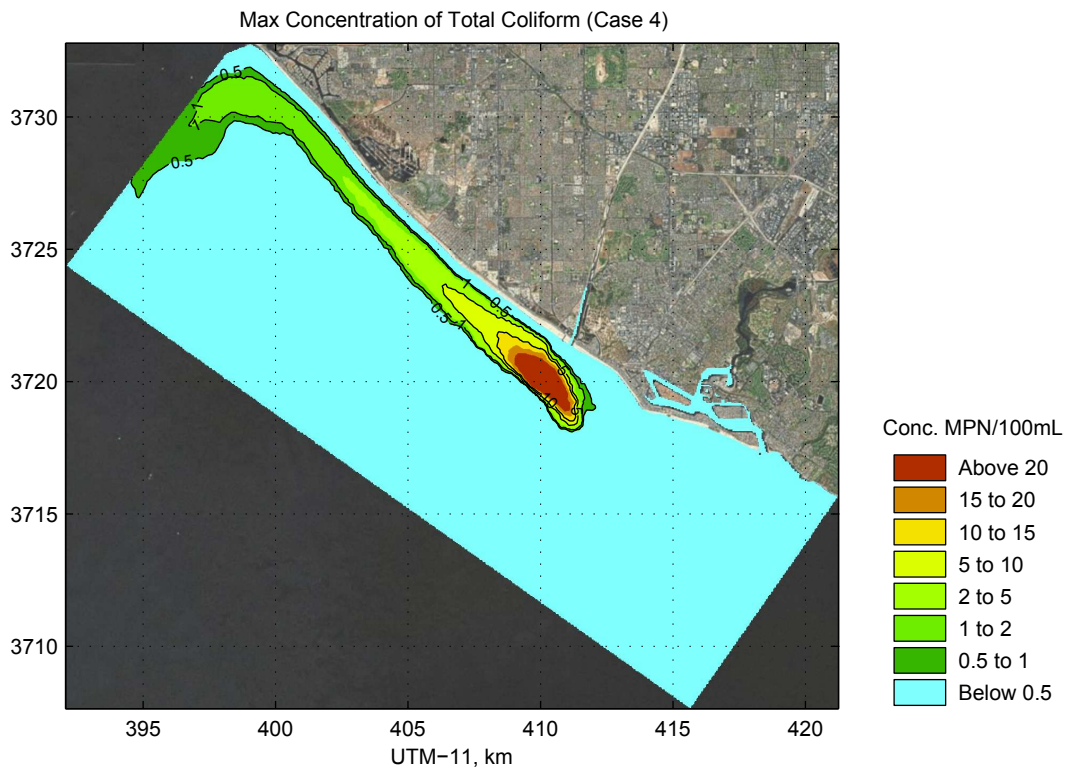 Max Concentration of Total Coliform (Case 4)
3730
3725
3720
3715
3710
0.5
1
0.5
1
0.5
0.5
1
5
10
5
395
400
405
410
415
420
UTM−11, km
Conc. MPN/100mL
Above 20
15 to 20
10 to 15
5 to 10
2 to 5
1 to 2
0.5 to 1
Below 0.5